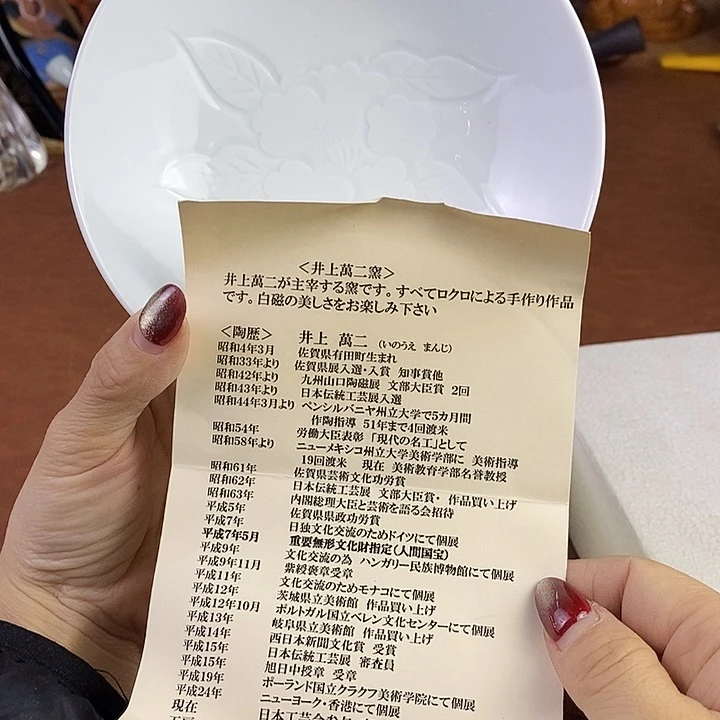 <井上萬二窯>
井上萬二が主宰する窯です。すべてロクロによる手作り作品
です。白磁の美しさをお楽しみ下さい
<陶歴> 井上 萬二 (いのうえ まんじ)
昭和4年3月 佐賀県有田町生まれ
昭和33年より 佐賀県展入選・入賞 知事賞他
昭和42年より 九州山口陶磁展 文部大臣賞 2回
昭和43年より 日本伝統工芸展入選
昭和44年3月より ペンシルバニヤ州立大学で5カ月間
作陶指導 51年まで4回渡米
昭和54年 労働大臣表彰「現代の名工」として
昭和58年より ニューメキシコ州立大学美術学部に 美術指導
19回渡米 現在 美術教育学部名誉教授
昭和61年 佐賀県芸術文化功労賞
昭和62年 日本伝統工芸展 文部大臣賞・作品買い上げ
昭和63年 内閣総理大臣と芸術を語る会招待
平成5年 佐賀県県政功労賞
平成7年 日独文化交流のためドイツにて個展
平成7年5月 重要無形文化財指定(人間国宝)
平成9年 文化交流の為 ハンガリー民族博物館にて個展
平成9年11月 紫綬褒章受章
平成11年 文化交流のためモナコにて個展
平成12年 茨城県立美術館 作品買い上げ
平成12年10月 ポルトガル国立ベレン文化センターにて個展
平成13年 岐阜県立美術館 作品買い上げ
平成14年 西日本新聞文化賞 受賞
平成15年 日本伝統工芸展 審査員
平成15年 旭日中綬章 受章
平成19年 ポーランド国立クラクフ美術学院にて個展
平成24年 ニューヨーク・香港にて個展
現在 日本工芸会参与